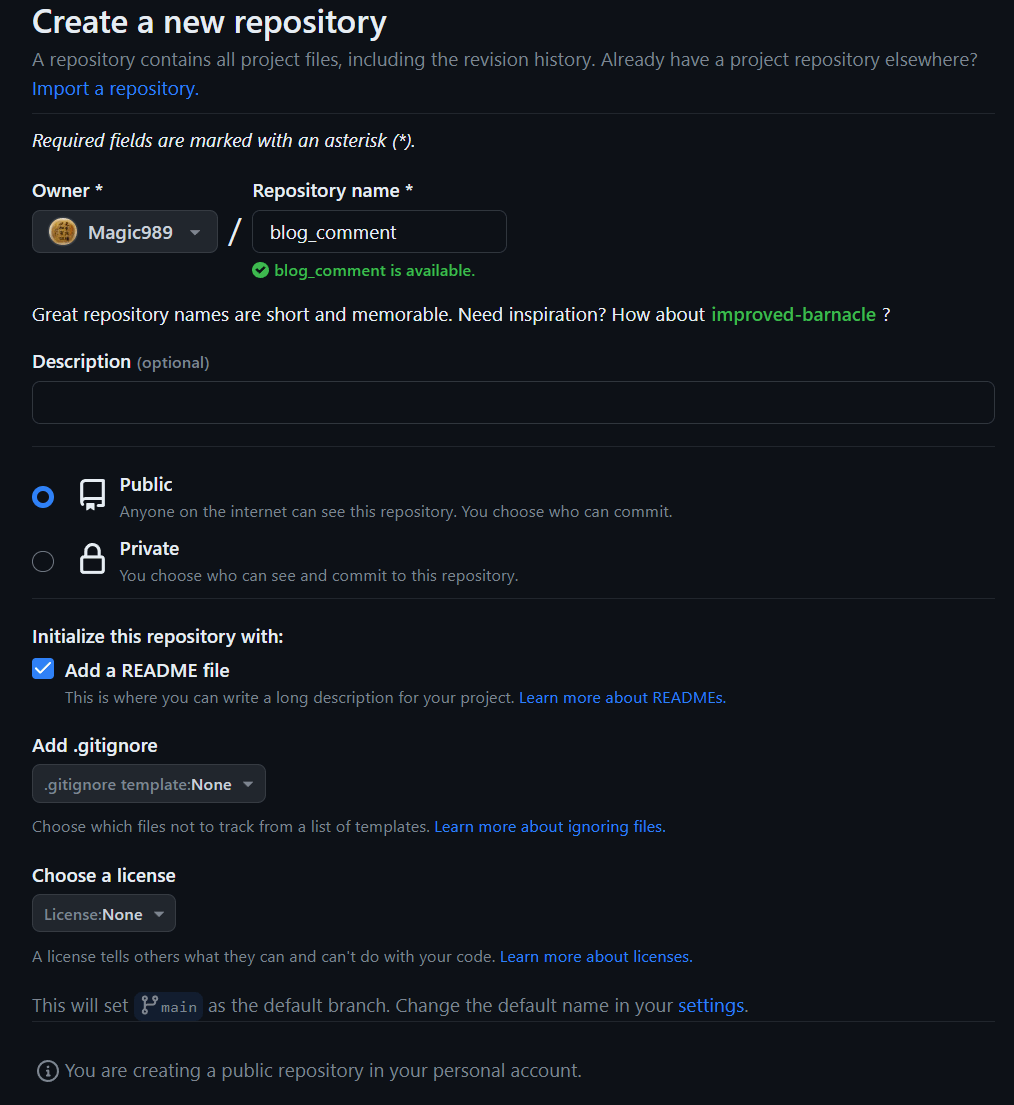 Create a new repository
A repository contains all project files, including the revision history. Already have a project repository elsewhere?
Import a repository.
Required fields are marked with an asterisk (*).
Owner *
Repository name *
Magic989
/
blog_comment
blog_comment is available.
Great repository names are short and memorable. Need inspiration? How about improved-barnacle ?
Description (optional)
Public
Anyone on the internet can see this repository. You choose who can commit.
Private
You choose who can see and commit to this repository.
Initialize this repository with:
Add a README file
This is where you can write a long description for your project. Learn more about READMEs.
Add .gitignore
.gitignore template:None
Choose which files not to track from a list of templates. Learn more about ignoring files.
Choose a license
License:None
A license tells others what they can and can't do with your code. Learn more about licenses.
This will set main as the default branch. Change the default name in your settings.
You are creating a public repository in your personal account.